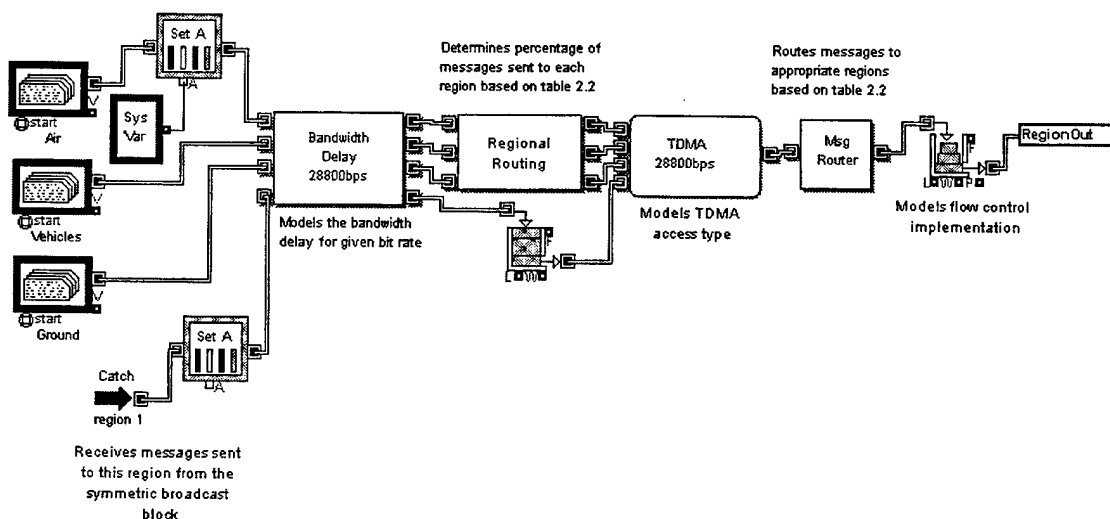 Set A
A
V
start
Air
Sys
Var
V
start
Vehicles
V
start
Ground
Set A
A
Catch
region 1
Receives messages sent
to this region from the
symmetric broadcast
block
Bandwidth
Delay
28800bps
Models the bandwidth
delay for given bit rate
Determines percentage of
messages sent to each
region based on table 2.2
Regional
Routing
F
L W
TDMA
28800bps
Models TDMA
access type
Routes messages to
appropriate regions
based on table 2.2
Msg
Router
F
L W P
Models flow control
implementation
RegionOut